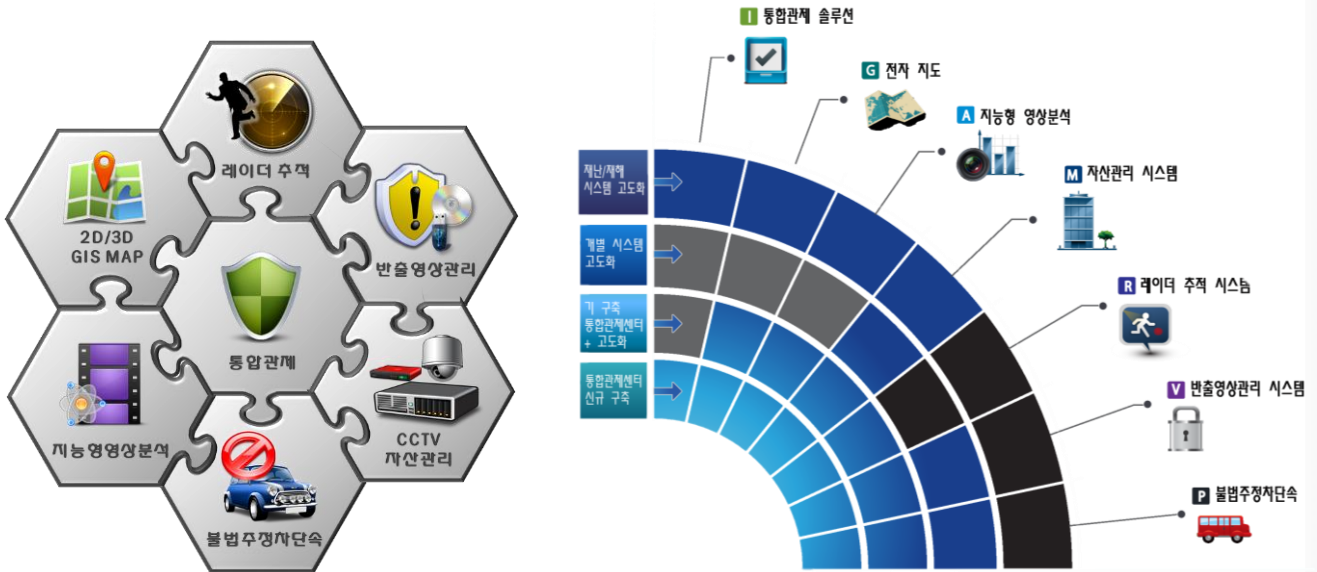 레이더 추적
2D/3D
GIS MAP
반출영상관리
통합관제
지능형영상분석
CCTV
자산관리
불법주정차단속
I 통합관제 솔루션
G 전자 지도
A 지능형 영상분석
M 자산관리 시스템
R 레이더 추적 시스템
V 반출영상관리 시스템
P 불법주정차단속
재난/재해
시스템 고도화
개별 시스템
고도화
기 구축
통합관제센터
+ 고도화
통합관제센터
신규 구축